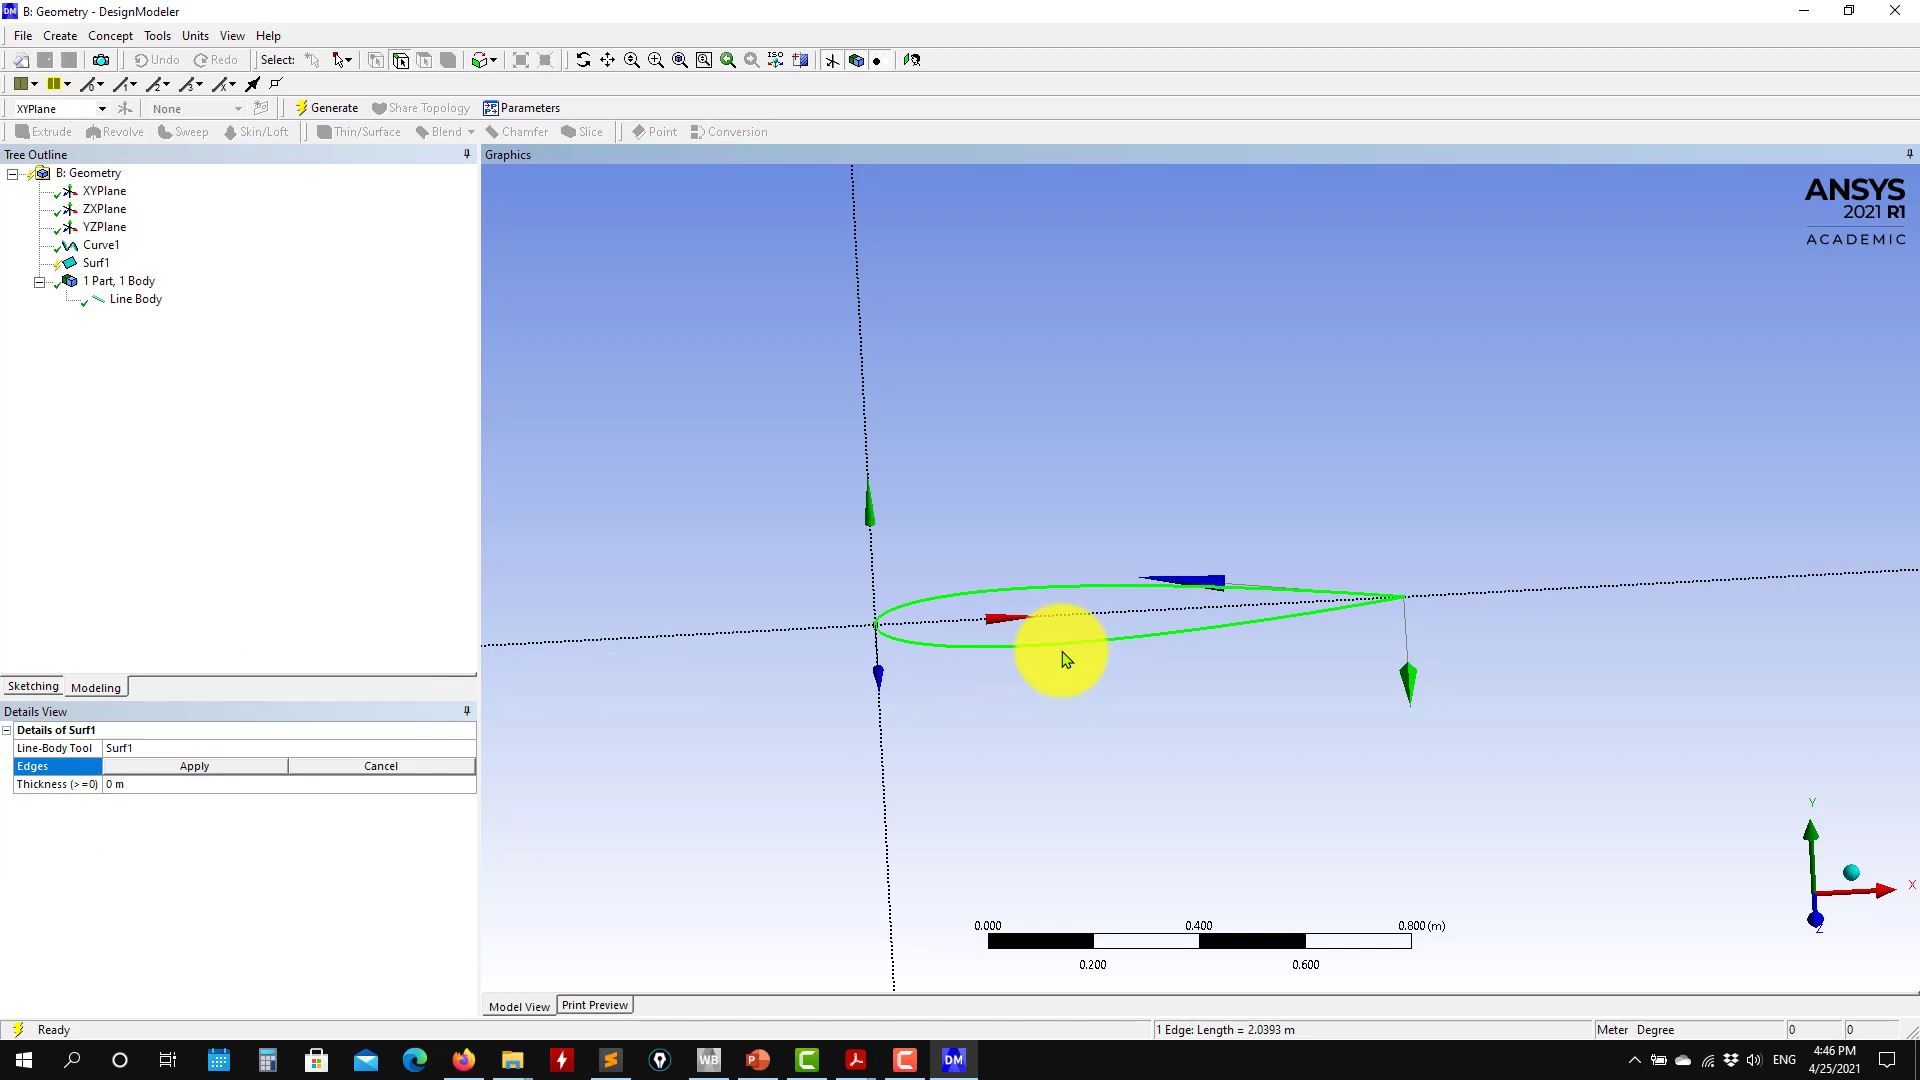 B: Geometry - DesignModeler
File Create Concept Tools Units View Help
Undo Redo Select: ISO
XYPlane None Generate Share Topology Parameters
Extrude Revolve Sweep Skin/Loft Thin/Surface Blend Chamfer Slice Point Conversion
Tree Outline
B: Geometry
XYPlane
ZXPlane
YZPlane
Curve1
Surf1
1 Part, 1 Body
Line Body
Sketching Modeling
Details View
Details of Surf1
Line-Body Tool Surf1
Edges Apply Cancel
Thickness (>=0) 0 m
Graphics
ANSYS
2021 R1
ACADEMIC
Y
X
Z
0.000 0.400 0.800 (m)
0.200 0.600
Model View Print Preview
Ready 1 Edge: Length = 2.0393 m Meter Degree 0 0
WB DM ENG 4:46 PM
4/25/2021